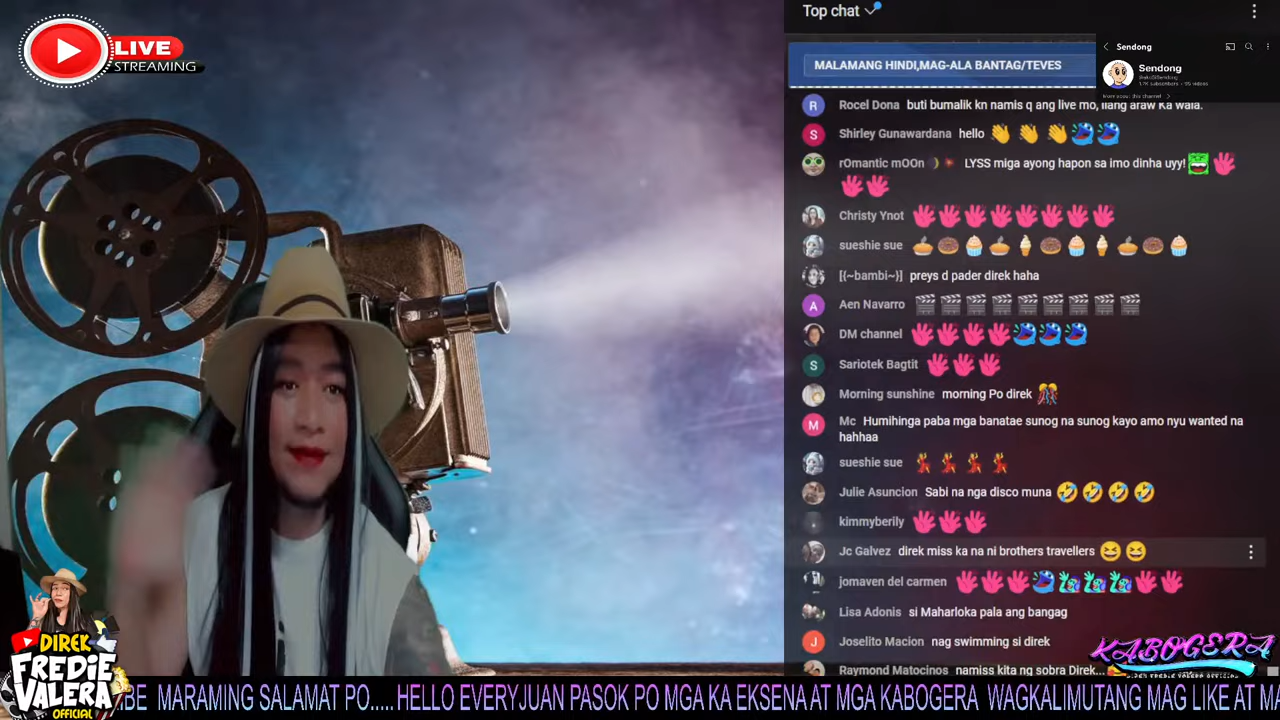 LIVE
STREAMING
Top chat
MALAMANG HINDI,MAG-ALA BANTAG/TEVES
Sendong
Sendong
Rocel Dona buti bumalik kn namis q ang live mo, ilang araw Ka wala.
Shirley Gunawardana hello
rOmantic mOOn LYSS miga ayong hapon sa imo dinha uyy!
Christy Ynot
sueshie sue
[{~bambi~}] preys d pader direk haha
A Aen Navarro
DM channel
S Sariotek Bagtit
Morning sunshine morning Po direk
M Mc Humihinga paba mga banatae sunog na sunog kayo amo nyu wanted na
hahhaa
sueshie sue
Julie Asuncion Sabi na nga disco muna
kimmyberily
Jc Galvez direk miss ka na ni brothers travellers
jomaven del carmen
Lisa Adonis si Maharloka pala ang bangag
J Joselito Macion nag swimming si direk
Raymond Matocinos namiss kita ng sobra Direk...
DIREK
FREDIE
VALERA
OFFICIAL
KABOGERA
DIREK FREDIE VALERA OFFICIAL
BE MARAMING SALAMAT PO.....HELLO EVERYJUAN PASOK PO MGA KA EKSENA AT MGA KABOGERA WAGKALIMUTANG MAG LIKE AT MA